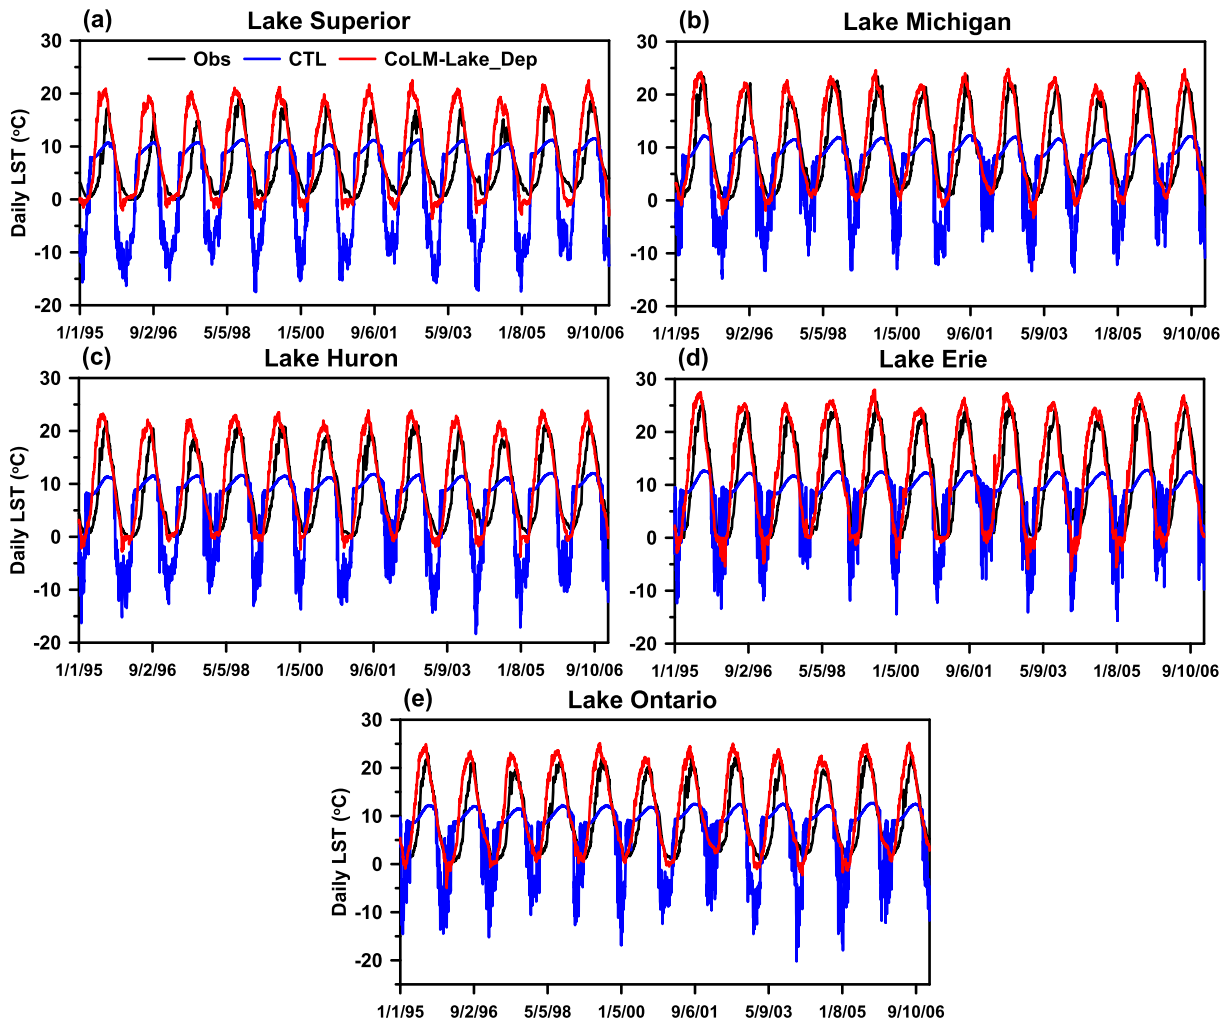 (a) Lake Superior
(b) Lake Michigan
Obs CTL CoLM-Lake_Dep
Daily LST (oC)
30
20
10
0
-10
-20
1/1/95 9/2/96 5/5/98 1/5/00 9/6/01 5/9/03 1/8/05 9/10/06
30
20
10
0
-10
-20
1/1/95 9/2/96 5/5/98 1/5/00 9/6/01 5/9/03 1/8/05 9/10/06
(c) Lake Huron
(d) Lake Erie
Daily LST (oC)
30
20
10
0
-10
-20
1/1/95 9/2/96 5/5/98 1/5/00 9/6/01 5/9/03 1/8/05 9/10/06
30
20
10
0
-10
-20
1/1/95 9/2/96 5/5/98 1/5/00 9/6/01 5/9/03 1/8/05 9/10/06
(e) Lake Ontario
Daily LST (oC)
30
20
10
0
-10
-20
1/1/95 9/2/96 5/5/98 1/5/00 9/6/01 5/9/03 1/8/05 9/10/06